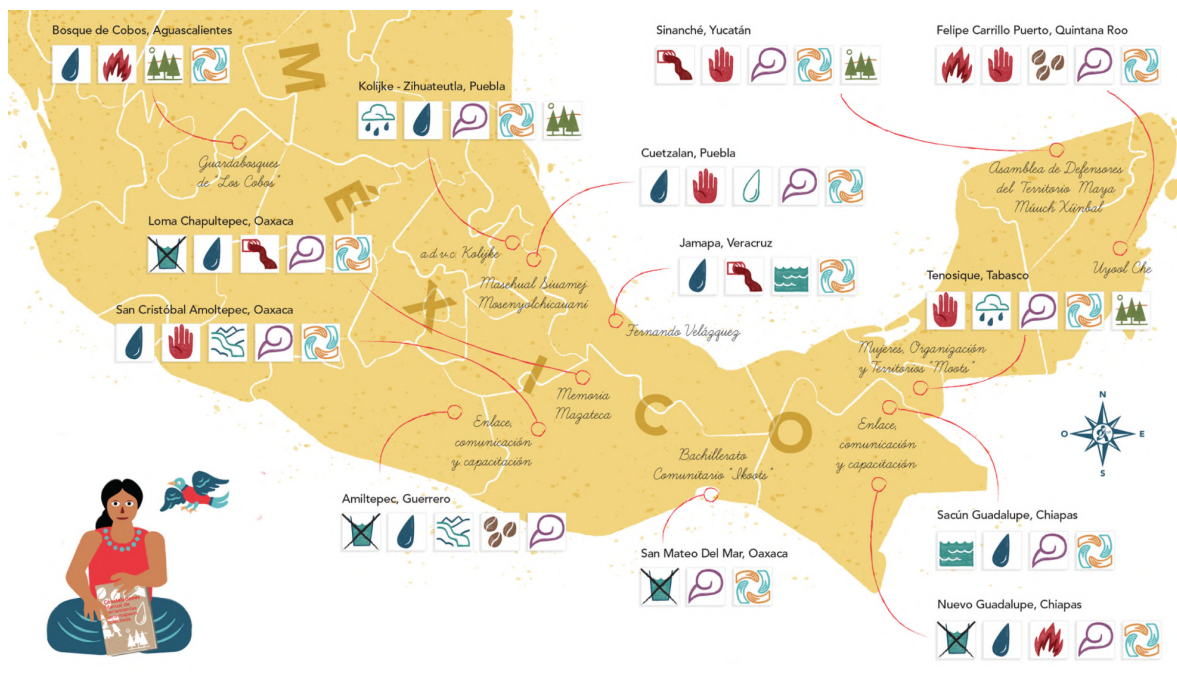 Bosque de Cobos, Aguascalientes
Sinanché, Yucatán
Felipe Carrillo Puerto, Quintana Roo
M
Kolijke - Zihuateutla, Puebla
Guardabosques
de "Los Cobos"
Cuetzalan, Puebla
Asamblea de Defensores
del Territorio Maya
Múuch Xíinbal
É
Loma Chapultepec, Oaxaca
a.d.v.c. Kolijke
Jamapa, Veracruz
Uyool Che
Masehual Siuamej
Mosenyolchicauani
Tenosique, Tabasco
X
San Cristóbal Amoltepec, Oaxaca
Fernando Velázquez
Mujeres, Organización
y Territorios "Moots"
I
Memoria
Mazateca
C
O
N
O
E
S
Enlace,
comunicación
y capacitación
Enlace,
comunicación
y capacitación
Bachillerato
Comunitario "Ikoots"
Amiltepec, Guerrero
Sacún Guadalupe, Chiapas
San Mateo Del Mar, Oaxaca
Nuevo Guadalupe, Chiapas